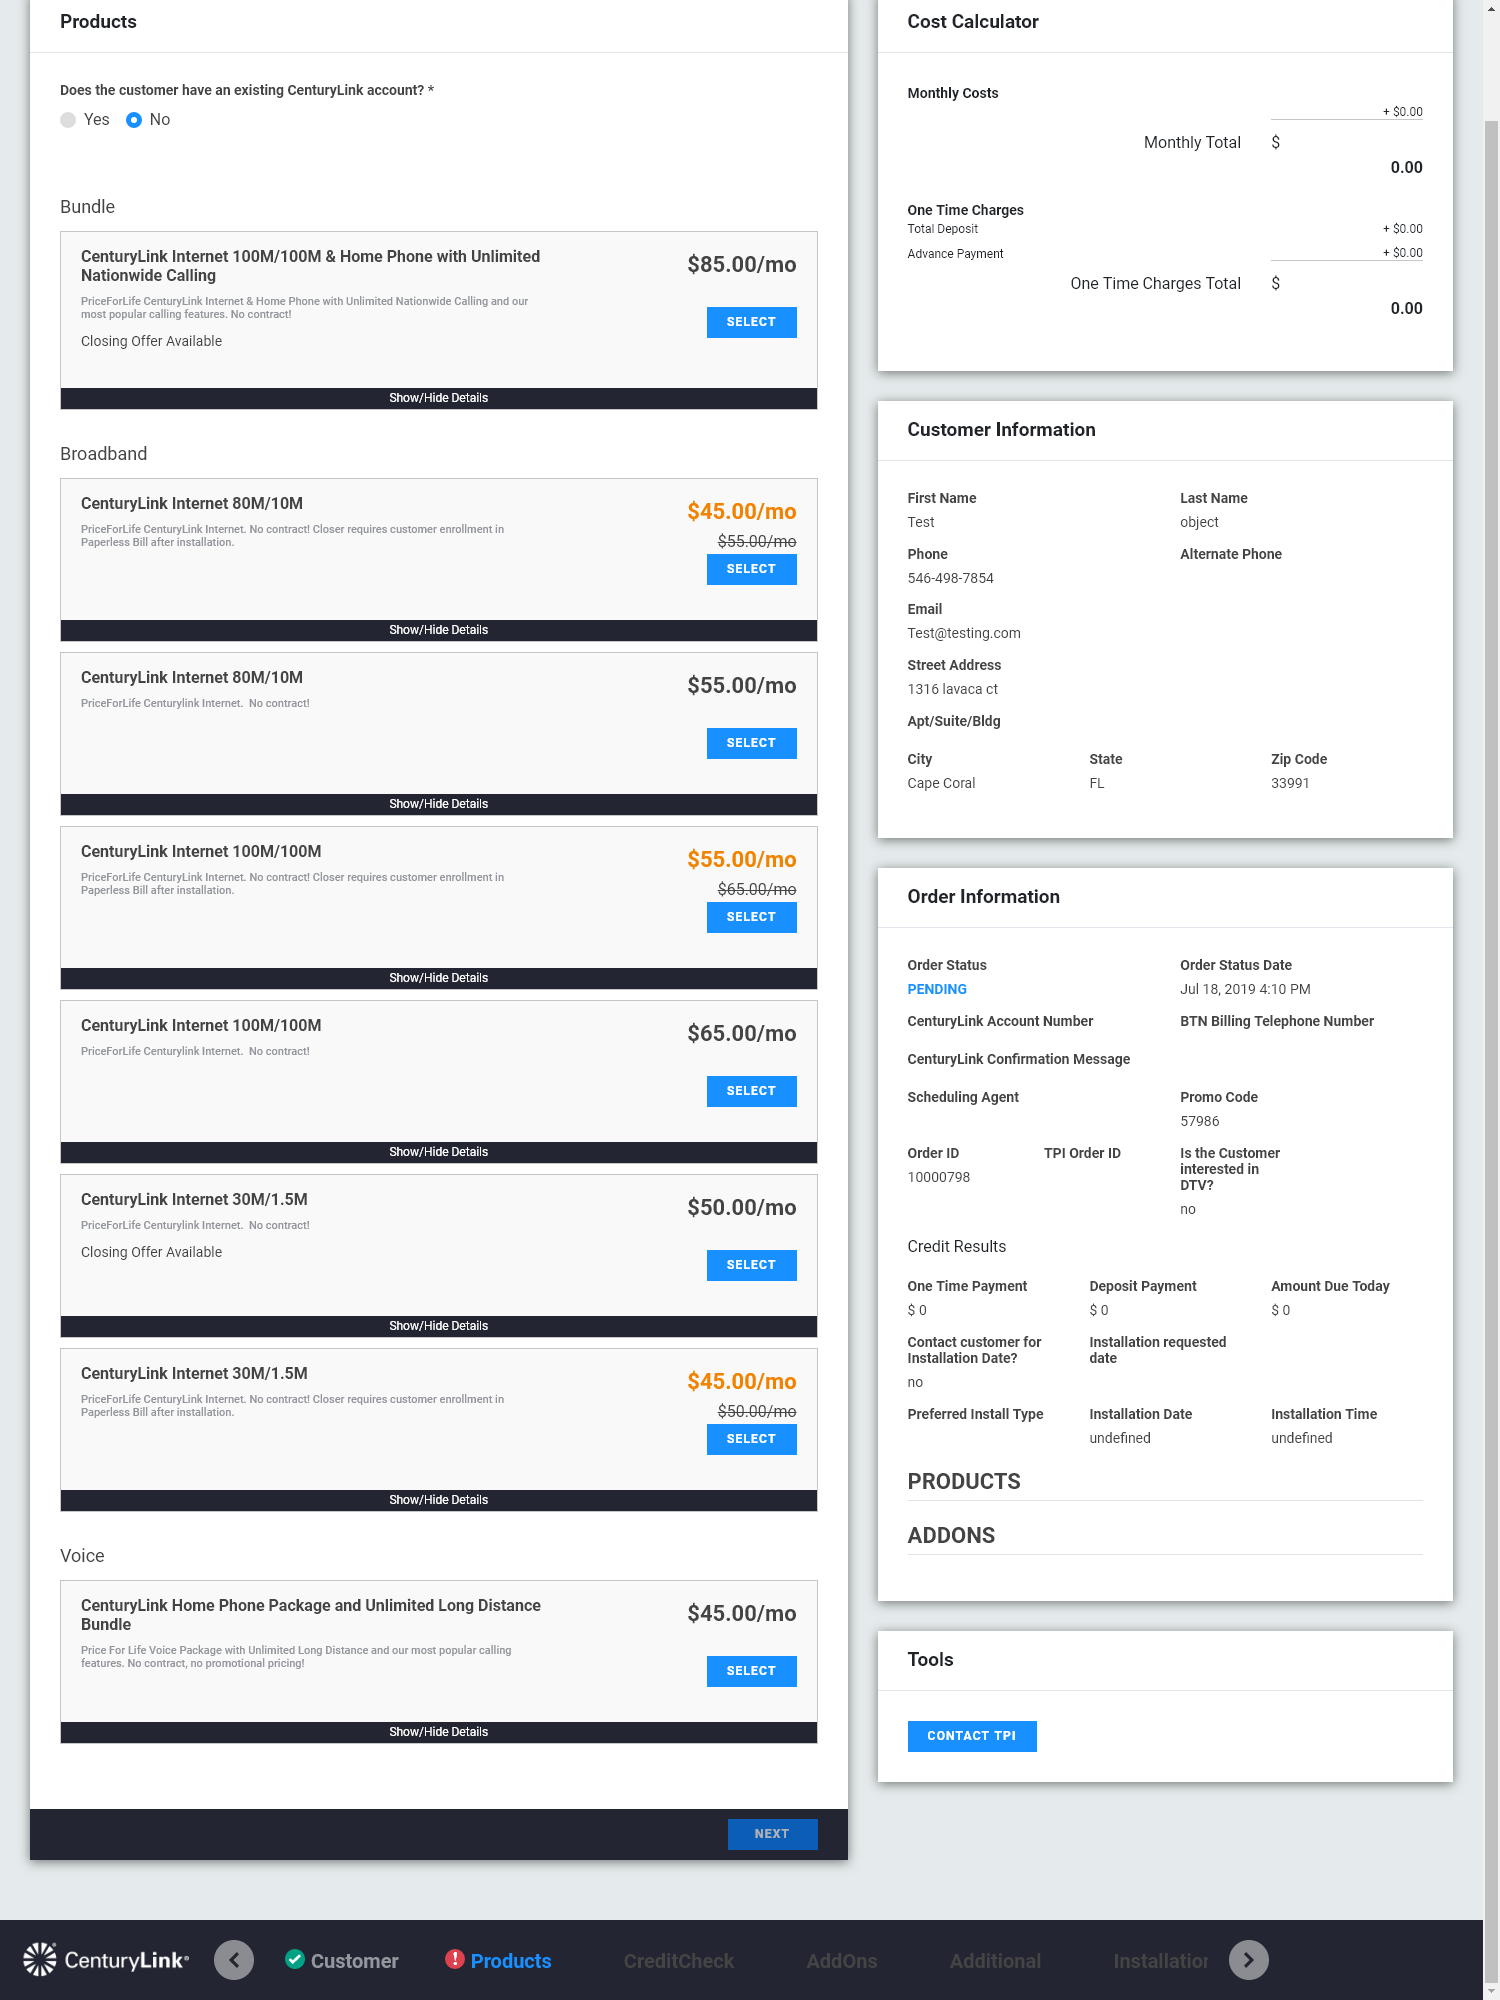 Products
Does the customer have an existing CenturyLink account? *
Yes No
Bundle
CenturyLink Internet 100M/100M & Home Phone with Unlimited
Nationwide Calling
$85.00/mo
PriceForLife CenturyLink Internet & Home Phone with Unlimited Nationwide Calling and our
most popular calling features. No contract!
SELECT
Closing Offer Available
Show/Hide Details
Broadband
CenturyLink Internet 80M/10M
$45.00/mo
PriceForLife CenturyLink Internet. No contract! Closer requires customer enrollment in
Paperless Bill after installation.
$55.00/mo
SELECT
Show/Hide Details
CenturyLink Internet 80M/10M
$55.00/mo
PriceForLife Centurylink Internet. No contract!
SELECT
Show/Hide Details
CenturyLink Internet 100M/100M
$55.00/mo
PriceForLife CenturyLink Internet. No contract! Closer requires customer enrollment in
Paperless Bill after installation.
$65.00/mo
SELECT
Show/Hide Details
CenturyLink Internet 100M/100M
$65.00/mo
PriceForLife Centurylink Internet. No contract!
SELECT
Show/Hide Details
CenturyLink Internet 30M/1.5M
$50.00/mo
PriceForLife Centurylink Internet. No contract!
Closing Offer Available
SELECT
Show/Hide Details
CenturyLink Internet 30M/1.5M
$45.00/mo
PriceForLife CenturyLink Internet. No contract! Closer requires customer enrollment in
Paperless Bill after installation.
$50.00/mo
SELECT
Show/Hide Details
Voice
CenturyLink Home Phone Package and Unlimited Long Distance
Bundle
$45.00/mo
Price For Life Voice Package with Unlimited Long Distance and our most popular calling
features. No contract, no promotional pricing!
SELECT
Show/Hide Details
NEXT
Cost Calculator
Monthly Costs
+ $0.00
Monthly Total $
0.00
One Time Charges
Total Deposit + $0.00
Advance Payment + $0.00
One Time Charges Total $
0.00
Customer Information
First Name Last Name
Test object
Phone Alternate Phone
546-498-7854
Email
Test@testing.com
Street Address
1316 lavaca ct
Apt/Suite/Bldg
City State Zip Code
Cape Coral FL 33991
Order Information
Order Status Order Status Date
PENDING Jul 18, 2019 4:10 PM
CenturyLink Account Number BTN Billing Telephone Number
CenturyLink Confirmation Message
Scheduling Agent Promo Code
57986
Order ID TPI Order ID Is the Customer
interested in
DTV?
10000798
no
Credit Results
One Time Payment Deposit Payment Amount Due Today
$ 0 $ 0 $ 0
Contact customer for Installation requested
Installation Date? date
no
Preferred Install Type Installation Date Installation Time
undefined undefined
PRODUCTS
ADDONS
Tools
CONTACT TPI
CenturyLink® Customer Products CreditCheck AddOns Additional Installation